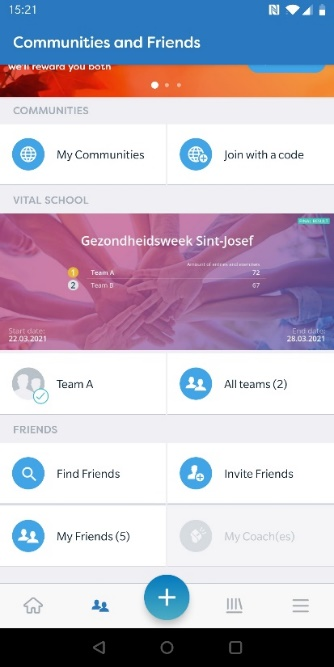 15:21
Communities and Friends
we'll reward you both
COMMUNITIES
My Communities
Join with a code
VITAL SCHOOL
Gezondheidsweek Sint-Josef
1 Team A 72
2 Team B 67
Start date:
22.03.2021
End date:
28.03.2021
Team A
All teams (2)
FRIENDS
Find Friends
Invite Friends
My Friends (5)
My Coach(es)